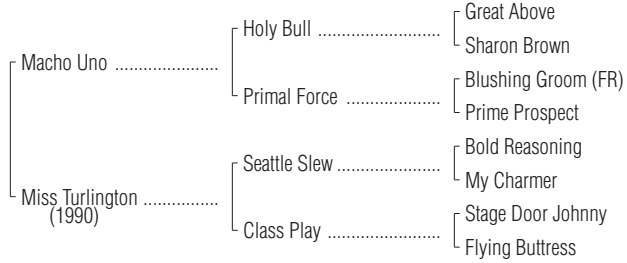 Great Above
Holy Bull ..........................
Sharon Brown
Macho Uno ......................
Blushing Groom (FR)
Primal Force ....................
Prime Prospect
Bold Reasoning
Seattle Slew ......................
My Charmer
Miss Turlington ................
(1990)
Stage Door Johnny
Class Play ........................
Flying Buttress